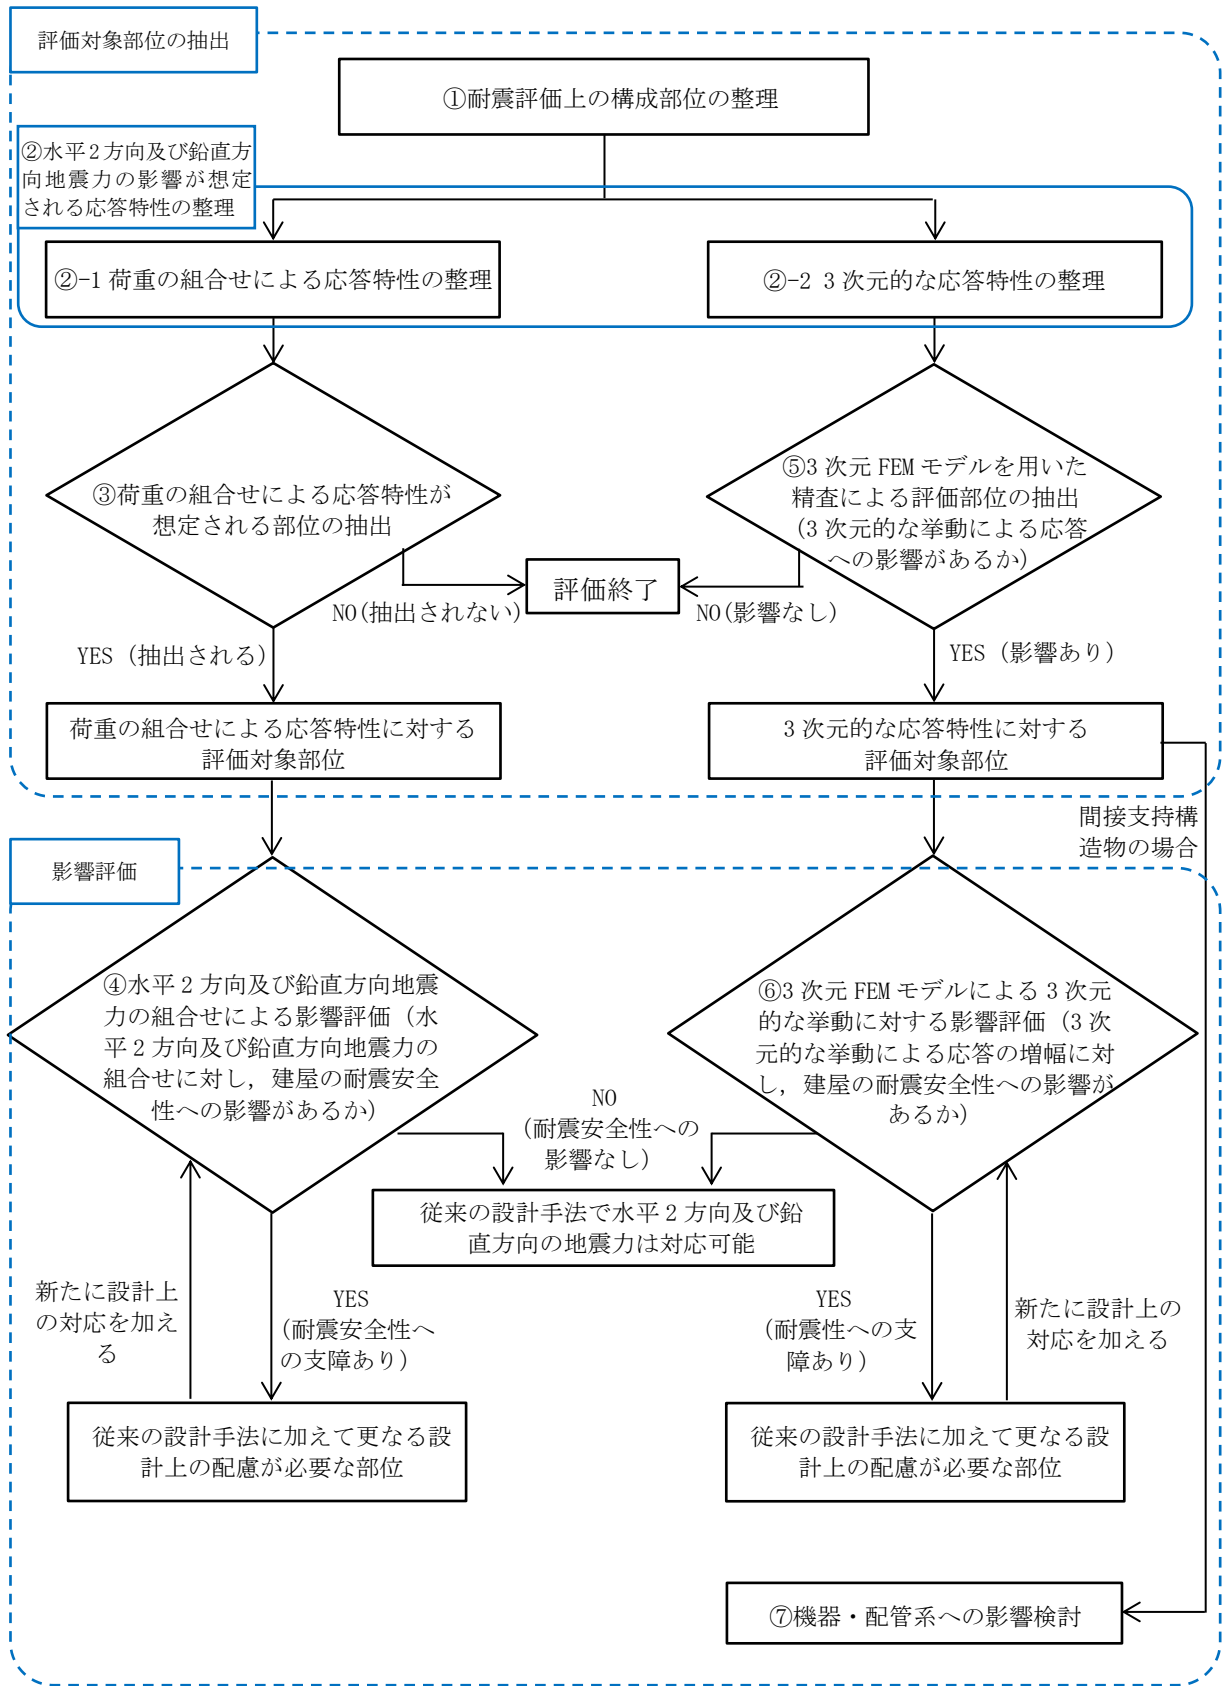 評価対象部位の抽出
①耐震評価上の構成部位の整理
②水平2方向及び鉛直方
向地震力の影響が想定
される応答特性の整理
②-1 荷重の組合せによる応答特性の整理
②-2 3次元的な応答特性の整理
③荷重の組合せによる応答特性が
想定される部位の抽出
⑤3次元 FEM モデルを用いた
精査による評価部位の抽出
(3次元的な挙動による応答
への影響があるか)
評価終了
NO(抽出されない)
NO(影響なし)
YES (抽出される)
YES (影響あり)
荷重の組合せによる応答特性に対する
評価対象部位
3次元的な応答特性に対する
評価対象部位
間接支持構
造物の場合
影響評価
④水平2方向及び鉛直方向地震
力の組合せによる影響評価(水
平2方向及び鉛直方向地震力の
組合せに対し,建屋の耐震安全
性への影響があるか)
⑥3次元 FEM モデルによる3次元
的な挙動に対する影響評価(3次
元的な挙動による応答の増幅に対
し,建屋の耐震安全性への影響が
あるか)
NO
(耐震安全性への
影響なし)
従来の設計手法で水平2方向及び鉛
直方向の地震力は対応可能
新たに設計上
の対応を加え
る
YES
(耐震安全性へ
の支障あり)
YES
(耐震性への支
障あり)
新たに設計上の
対応を加える
従来の設計手法に加えて更なる設
計上の配慮が必要な部位
従来の設計手法に加えて更なる設
計上の配慮が必要な部位
⑦機器・配管系への影響検討